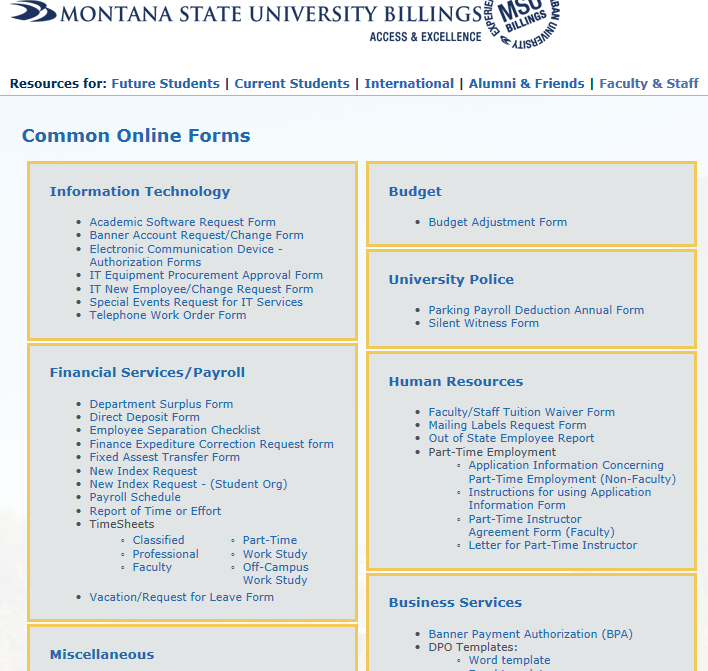 MONTANA STATE UNIVERSITY BILLINGS
ACCESS & EXCELLENCE
MSU
BILLINGS
Resources for: Future Students | Current Students | International | Alumni & Friends | Faculty & Staff
Common Online Forms
Information Technology
• Academic Software Request Form
• Banner Account Request/Change Form
• Electronic Communication Device -
Authorization Forms
• IT Equipment Procurement Approval Form
• IT New Employee/Change Request Form
• Special Events Request for IT Services
• Telephone Work Order Form
Financial Services/Payroll
• Department Surplus Form
• Direct Deposit Form
• Employee Separation Checklist
• Finance Expediture Correction Request form
• Fixed Assest Transfer Form
• New Index Request
• New Index Request - (Student Org)
• Payroll Schedule
• Report of Time or Effort
• TimeSheets
◦ Classified
◦ Professional
◦ Faculty
◦ Part-Time
◦ Work Study
◦ Off-Campus
Work Study
• Vacation/Request for Leave Form
Miscellaneous
Budget
• Budget Adjustment Form
University Police
• Parking Payroll Deduction Annual Form
• Silent Witness Form
Human Resources
• Faculty/Staff Tuition Waiver Form
• Mailing Labels Request Form
• Out of State Employee Report
• Part-Time Employment
◦ Application Information Concerning
Part-Time Employment (Non-Faculty)
◦ Instructions for using Application
Information Form
◦ Part-Time Instructor
Agreement Form (Faculty)
◦ Letter for Part-Time Instructor
Business Services
• Banner Payment Authorization (BPA)
• DPO Templates:
◦ Word template